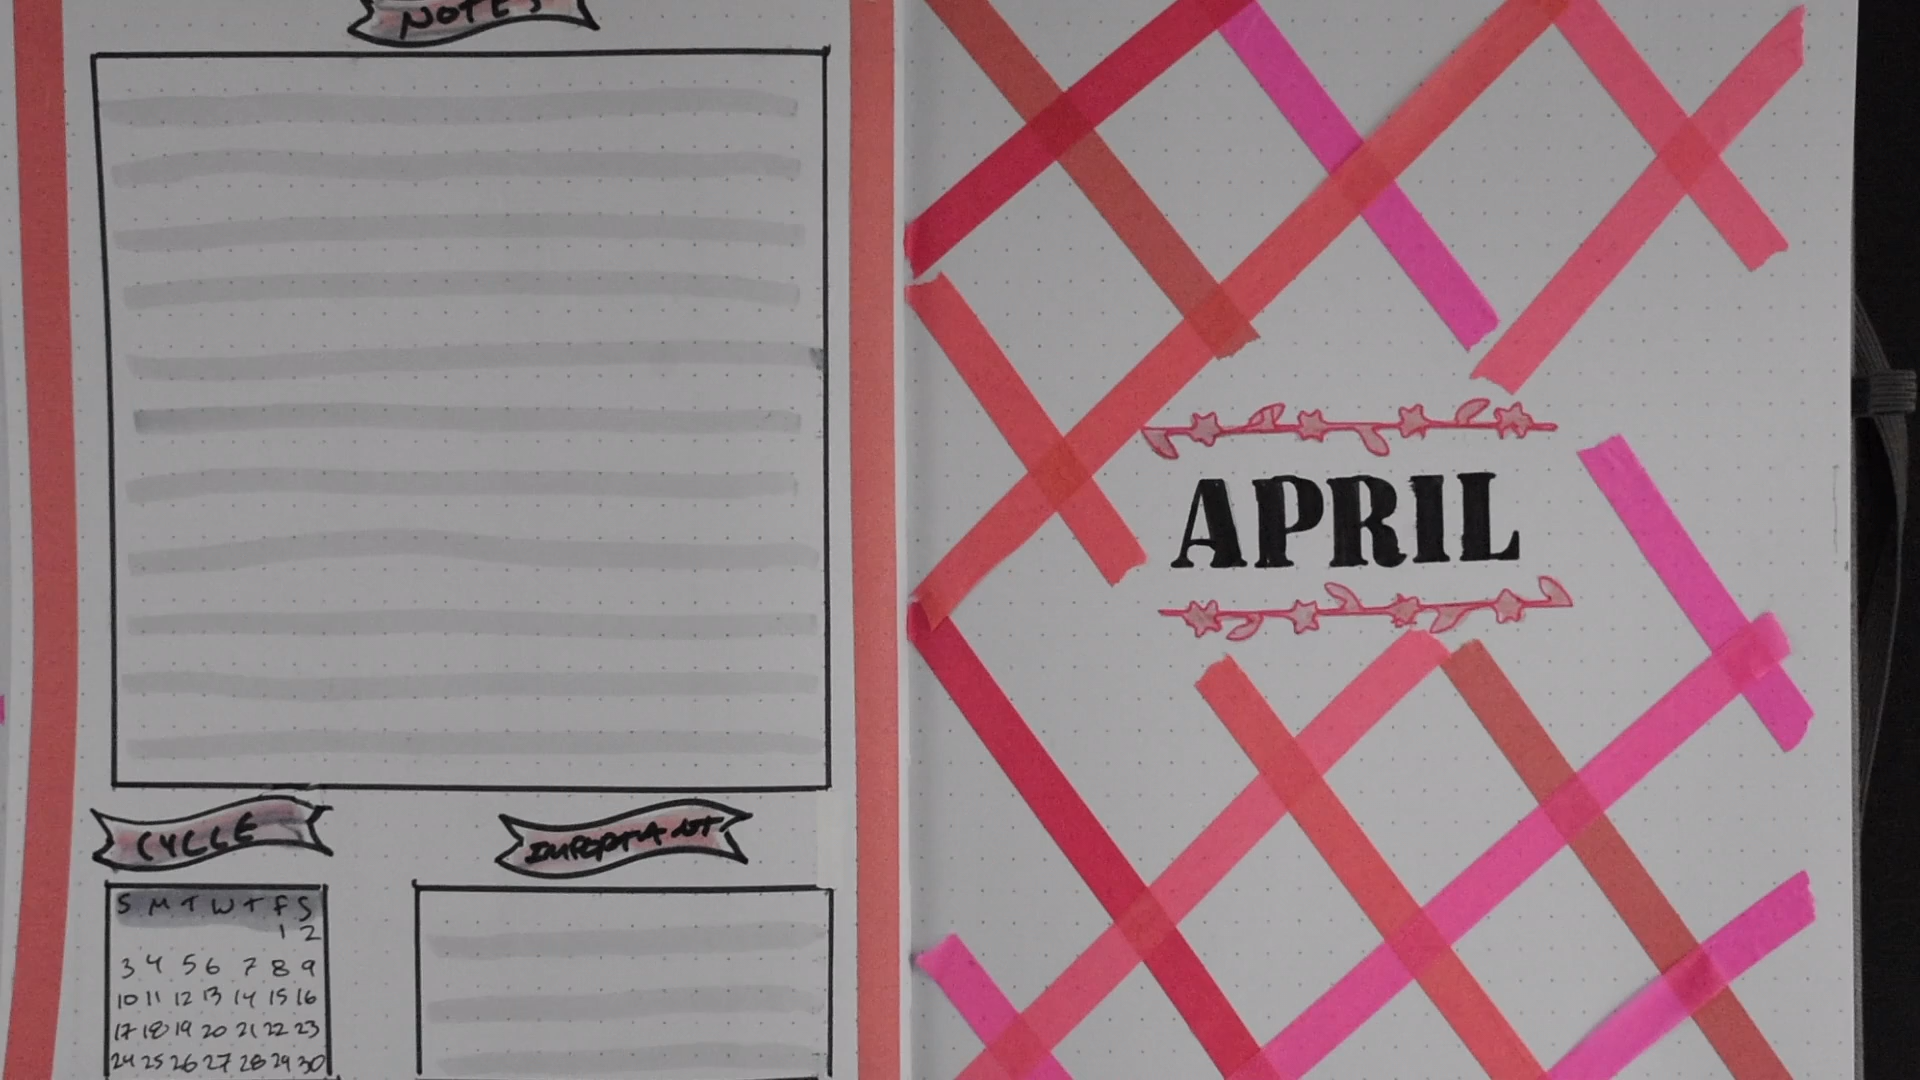 NOTES
CYCLE
IMPORTANT
S M T W T F S
1 2
3 4 5 6 7 8 9
10 11 12 13 14 15 16
17 18 19 20 21 22 23
24 25 26 27 28 29 30
APRIL